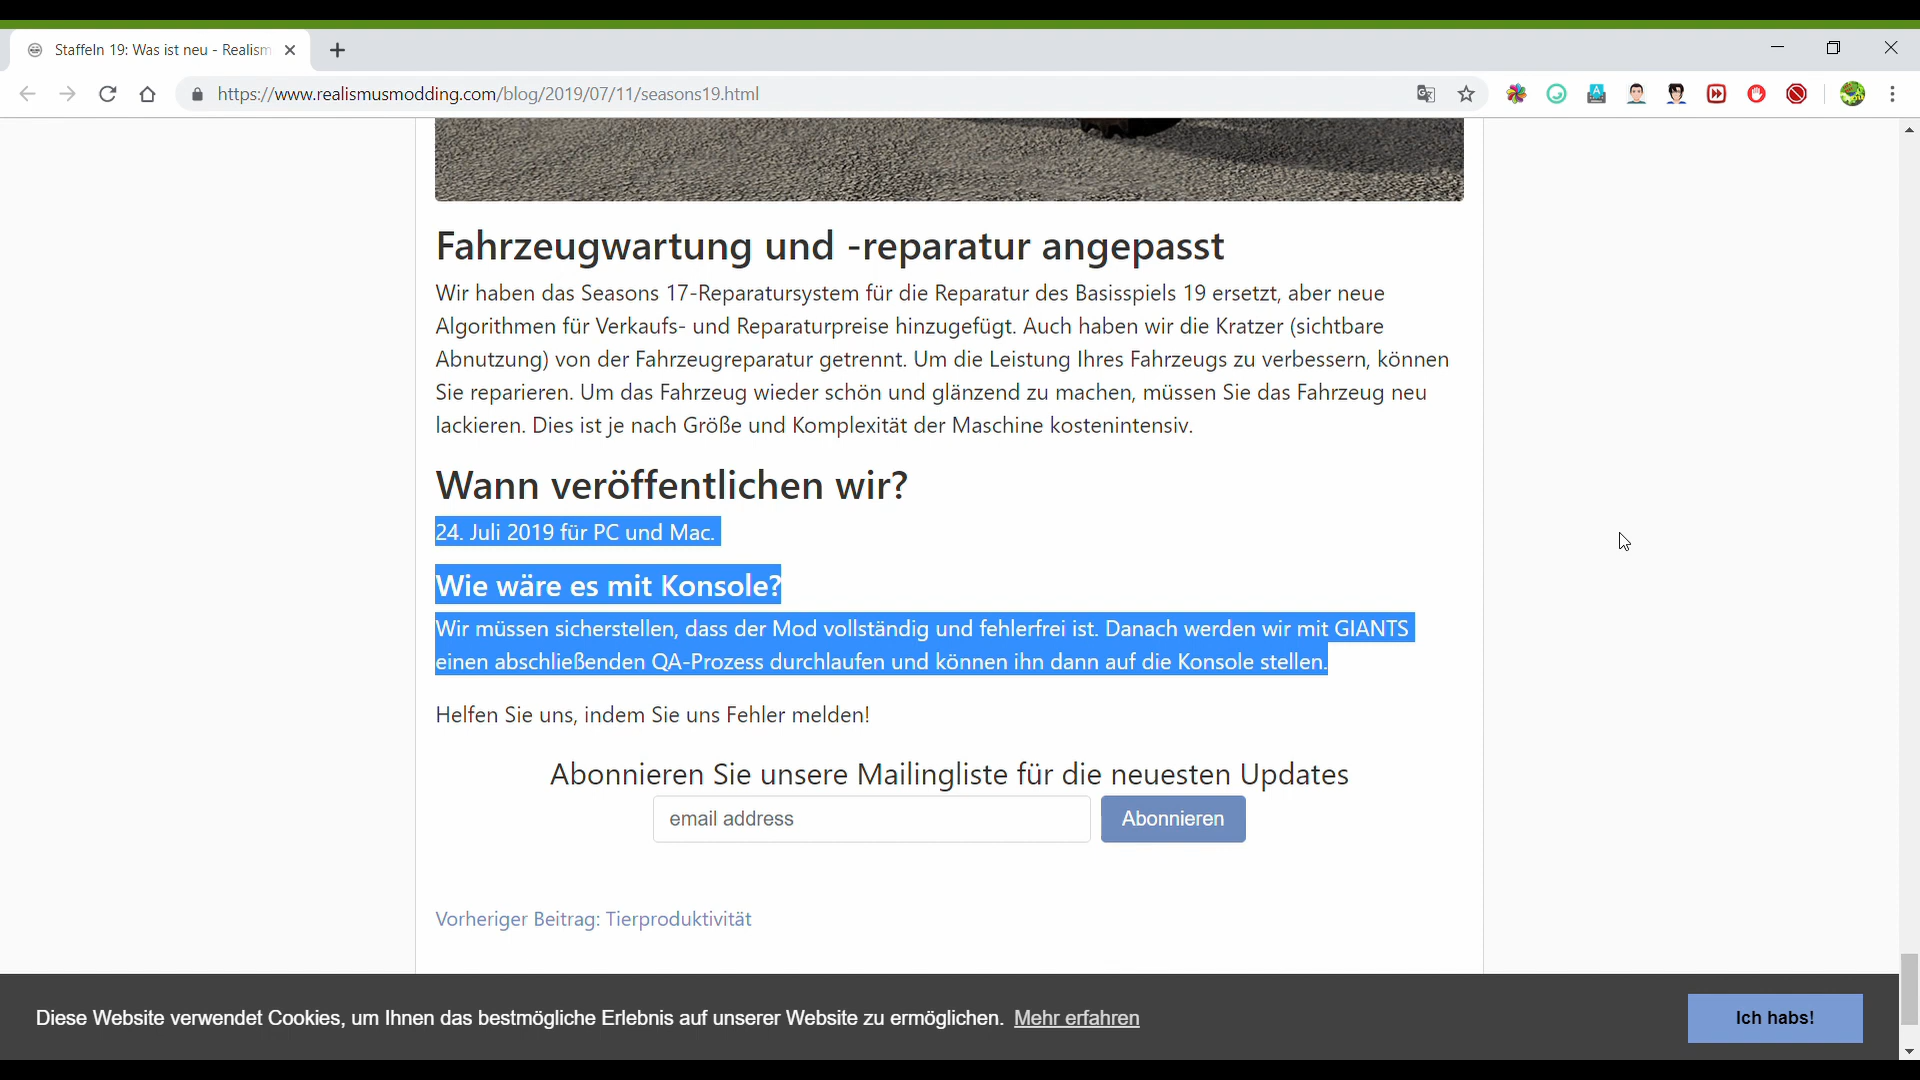 Staffeln 19: Was ist neu - Realism
https://www.realismusmodding.com/blog/2019/07/11/seasons19.html
Fahrzeugwartung und -reparatur angepasst
Wir haben das Seasons 17-Reparatursystem für die Reparatur des Basisspiels 19 ersetzt, aber neue
Algorithmen für Verkaufs- und Reparaturpreise hinzugefügt. Auch haben wir die Kratzer (sichtbare
Abnutzung) von der Fahrzeugreparatur getrennt. Um die Leistung Ihres Fahrzeugs zu verbessern, können
Sie reparieren. Um das Fahrzeug wieder schön und glänzend zu machen, müssen Sie das Fahrzeug neu
lackieren. Dies ist je nach Größe und Komplexität der Maschine kostenintensiv.
Wann veröffentlichen wir?
24. Juli 2019 für PC und Mac.
Wie wäre es mit Konsole?
Wir müssen sicherstellen, dass der Mod vollständig und fehlerfrei ist. Danach werden wir mit GIANTS
einen abschließenden QA-Prozess durchlaufen und können ihn dann auf die Konsole stellen.
Helfen Sie uns, indem Sie uns Fehler melden!
Abonnieren Sie unsere Mailingliste für die neuesten Updates
email address
Abonnieren
Vorheriger Beitrag: Tierproduktivität
Diese Website verwendet Cookies, um Ihnen das bestmögliche Erlebnis auf unserer Website zu ermöglichen. Mehr erfahren
Ich habs!